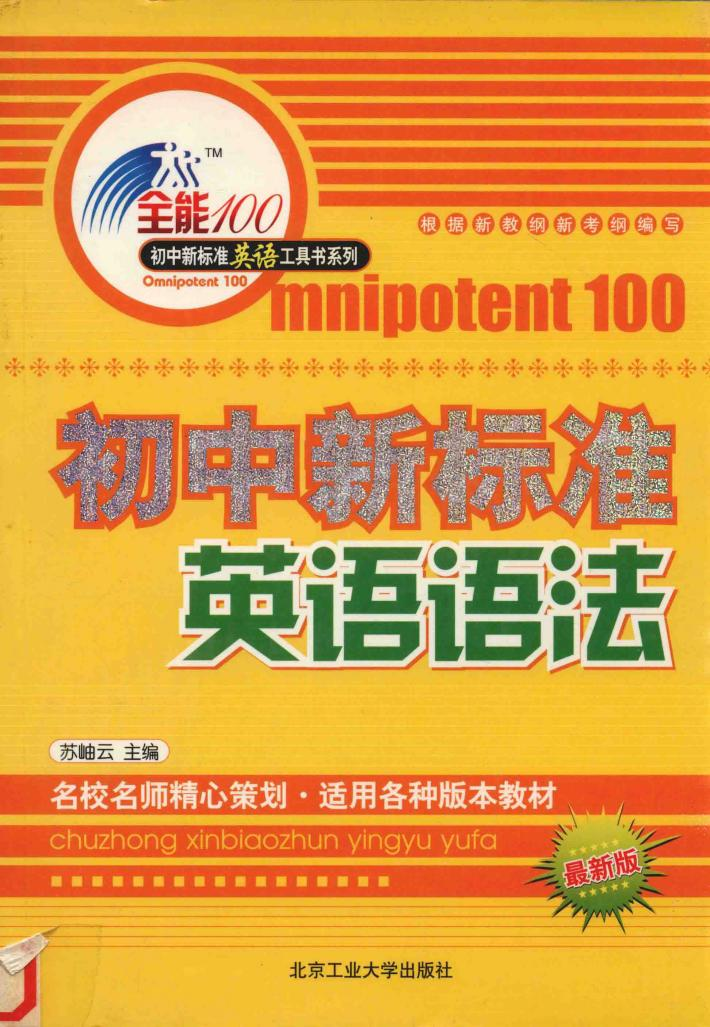 TM
全能100
初中新标准英语工具书系列
Omnipotent 100
根据新教纲新考纲编写
mnipotent 100
初中新标准
英语语法
苏岫云 主编
名校名师精心策划·适用各种版本教材
chuzhong xinbiaozhun yingyu yufa
最新版
北京工业大学出版社